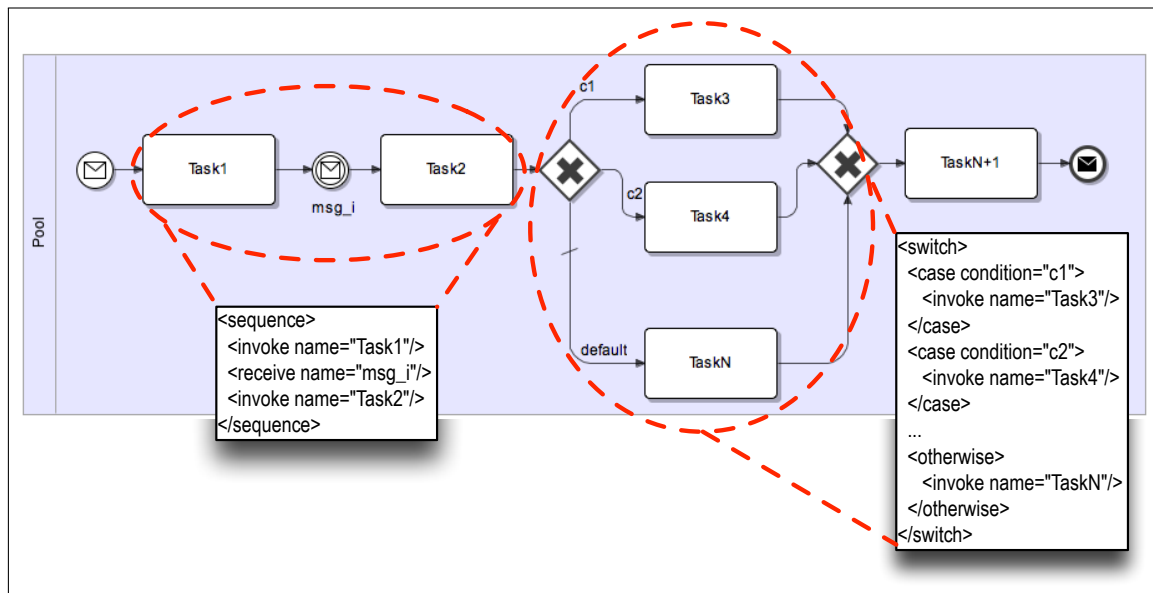 Pool
Task1
msg_i
Task2
c1
c2
default
Task3
Task4
TaskN
TaskN+1
<sequence>
<invoke name="Task1"/>
<receive name="msg_i"/>
<invoke name="Task2"/>
</sequence>
<switch>
<case condition="c1">
<invoke name="Task3"/>
</case>
<case condition="c2">
<invoke name="Task4"/>
</case>
...
<otherwise>
<invoke name="TaskN"/>
</otherwise>
</switch>